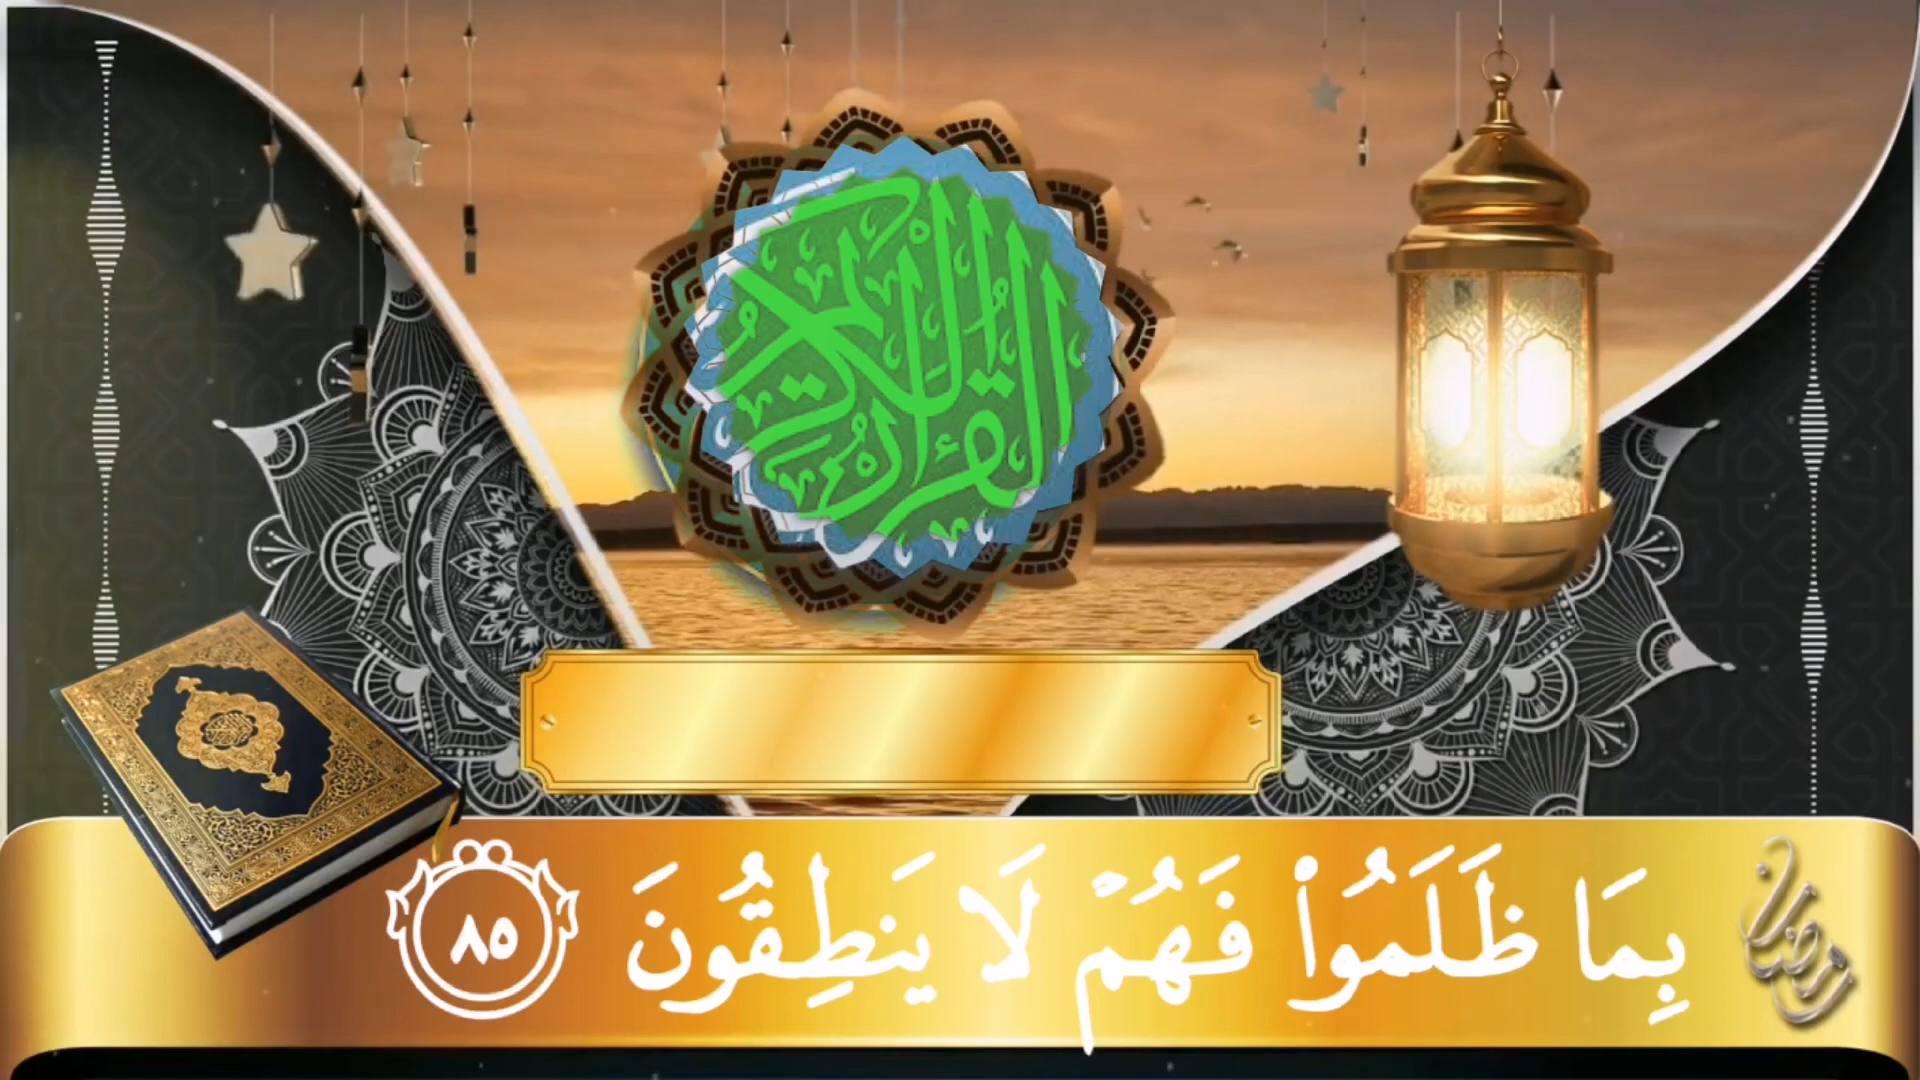 القرآن الكريم
بِمَا ظَلَمُوا۟ فَهُمْ لَا يَنطِقُونَ ٨٥
رمضان